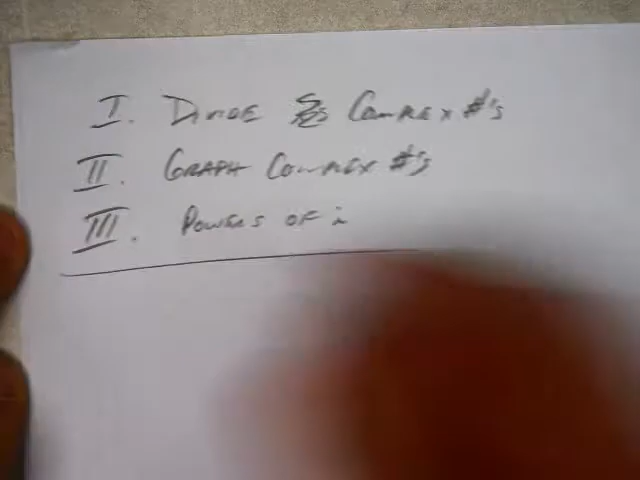 I. DIVIDE COMPLEX #'s
II. GRAPH COMPLEX #'s
III. POWERS OF i